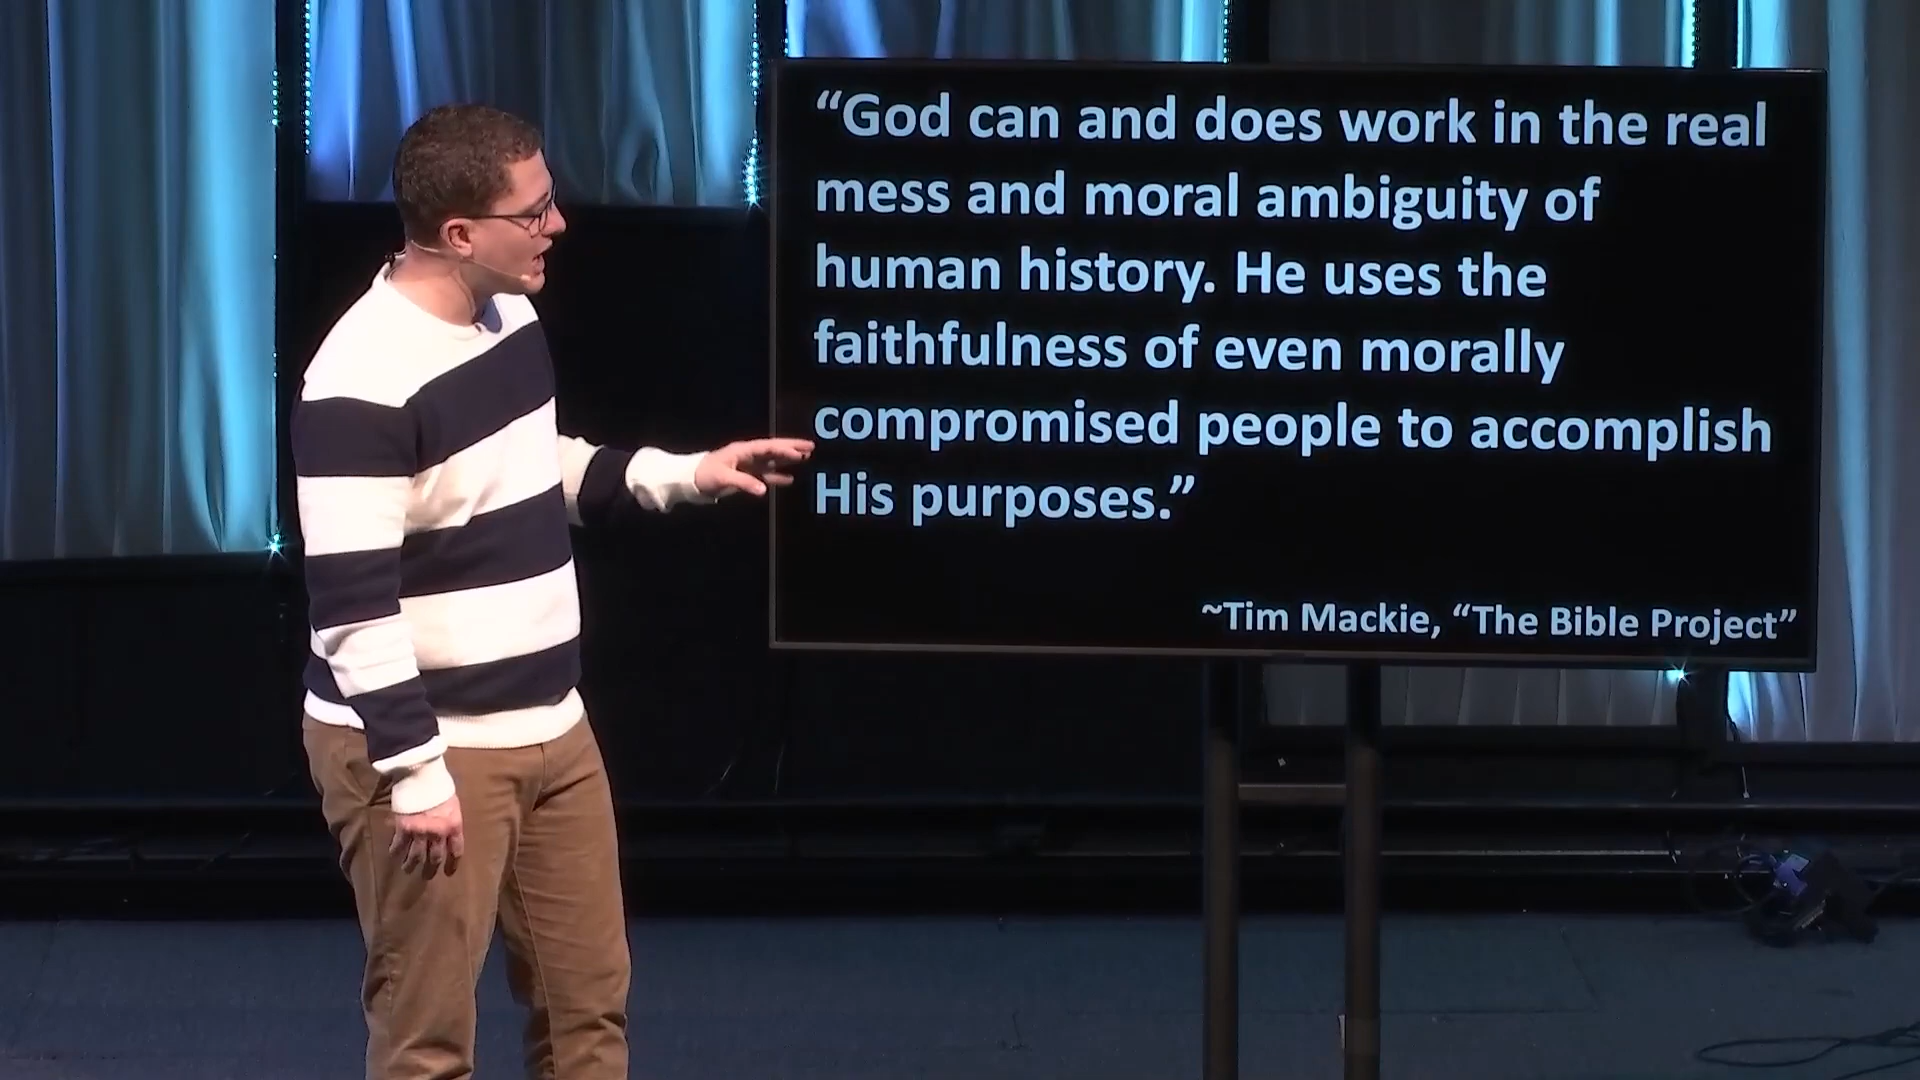 “God can and does work in the real
mess and moral ambiguity of
human history. He uses the
faithfulness of even morally
compromised people to accomplish
His purposes.”
~Tim Mackie, “The Bible Project”